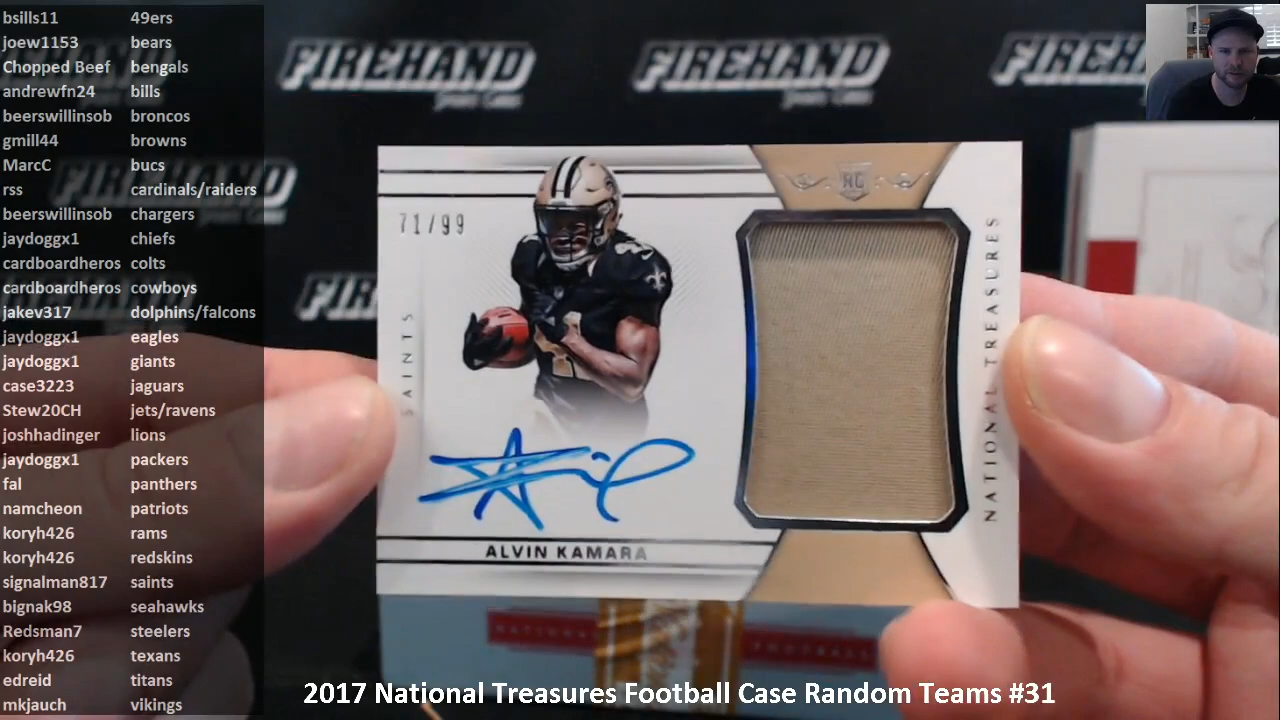 bsills11 49ers
joew1153 bears
Chopped Beef bengals
andrewfn24 bills
beerswillinsob broncos
gmill44 browns
MarcC bucs
rss cardinals/raiders
beerswillinsob chargers
jaydoggx1 chiefs
cardboardheros colts
cardboardheros cowboys
jakev317 dolphins/falcons
jaydoggx1 eagles
jaydoggx1 giants
case3223 jaguars
Stew20CH jets/ravens
joshhadinger lions
jaydoggx1 packers
fal panthers
namcheon patriots
koryh426 rams
koryh426 redskins
signalman817 saints
bignak98 seahawks
Redsman7 steelers
koryh426 texans
edreid titans
mkjauch vikings
FIREHAND
FIREHAND
FIREHAND
71/99
RC
SAINTS
NATIONAL TREASURES
ALVIN KAMARA
NATIONAL FOOTBALL
2017 National Treasures Football Case Random Teams #31